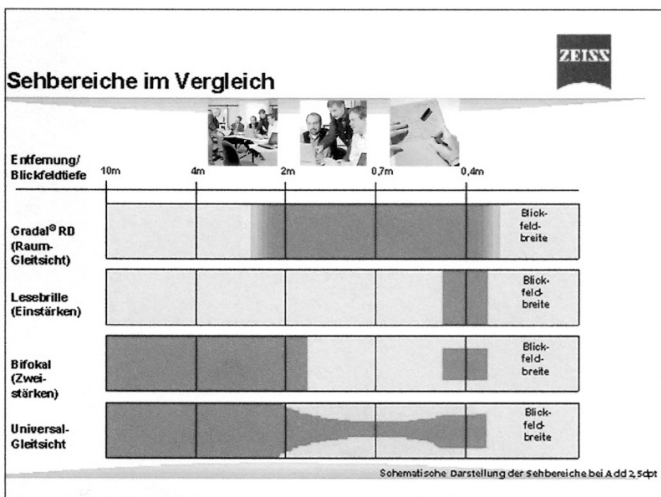 ZEISS
Sehbereiche im Vergleich
Entfernung/
Blickfeldtiefe
10m 4m 2m 0,7m 0,4m
Gradal® RD
(Raum-
Gleitsicht)
Blick-
feld-
breite
Lesebrille
(Einstärken)
Blick-
feld-
breite
Bifokal
(Zwei-
stärken)
Blick-
feld-
breite
Universal-
Gleitsicht
Blick-
feld-
breite
Schematische Darstellung der Sehbereiche bei Add 2,5dpt